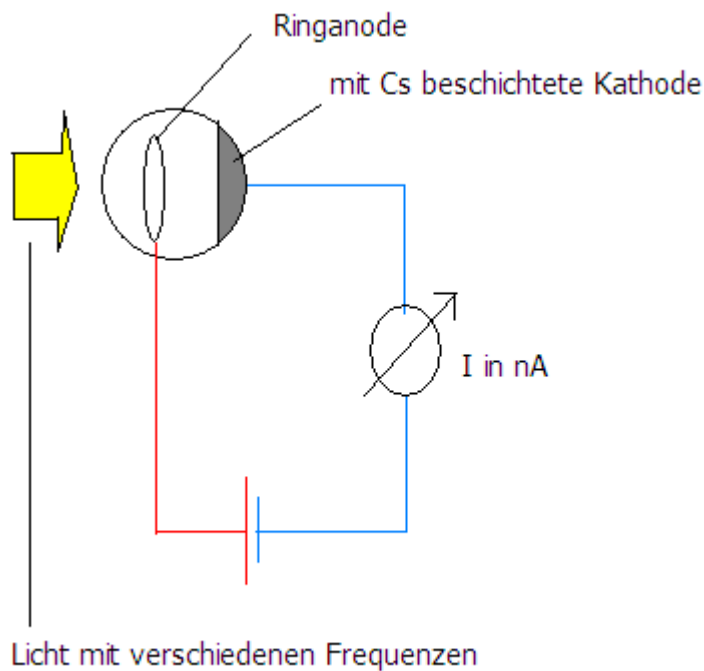 Ringanode
mit Cs beschichtete Kathode
I in nA
Licht mit verschiedenen Frequenzen